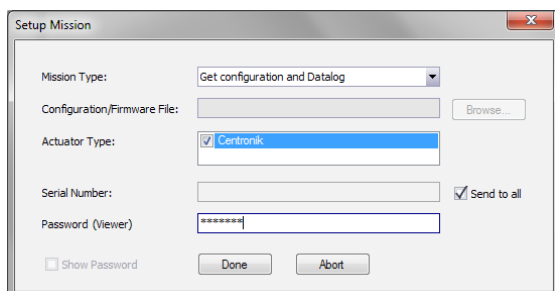 Setup Mission
Mission Type: Get configuration and Datalog
Configuration/Firmware File: Browse...
Actuator Type: Centronik
Serial Number: Send to all
Password (Viewer) *******
Show Password Done Abort